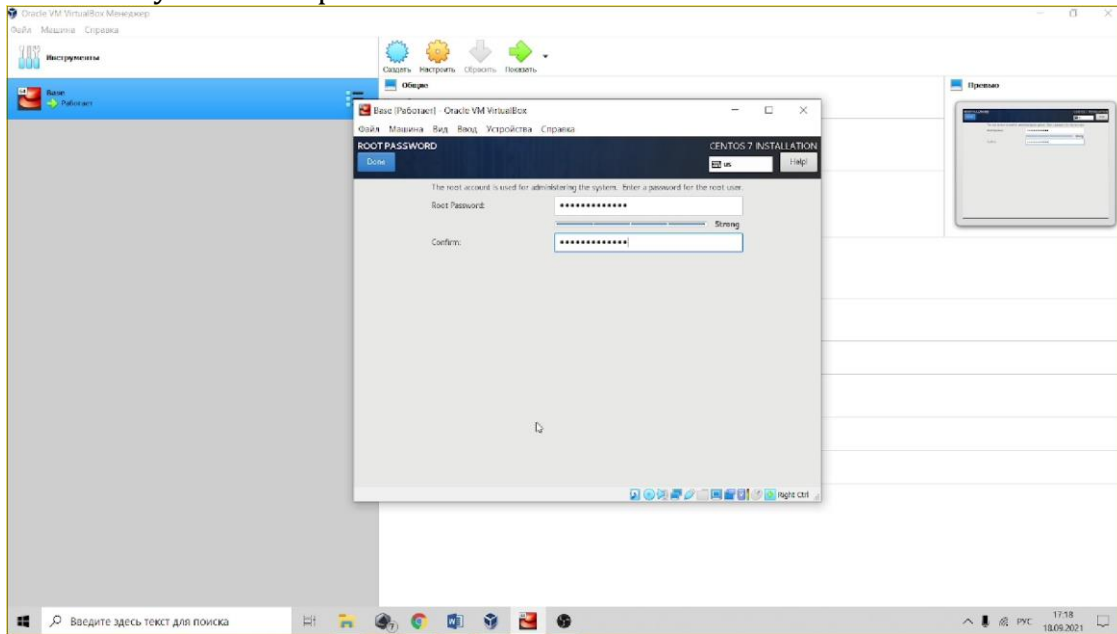 Oracle VM VirtualBox Менеджер
Файл Машина Справка
Инструменты
Создать Настроить Сбросить Показать
Base
Работает
Общие
Превью
Base [Работает] - Oracle VM VirtualBox
Файл Машина Вид Ввод Устройства Справка
ROOT PASSWORD
CENTOS 7 INSTALLATION
Done
us
Help!
The root account is used for administering the system. Enter a password for the root user.
Root Password:
Strong
Confirm:
Right Ctrl
Введите здесь текст для поиска
РУС
17:18
18.09.2021